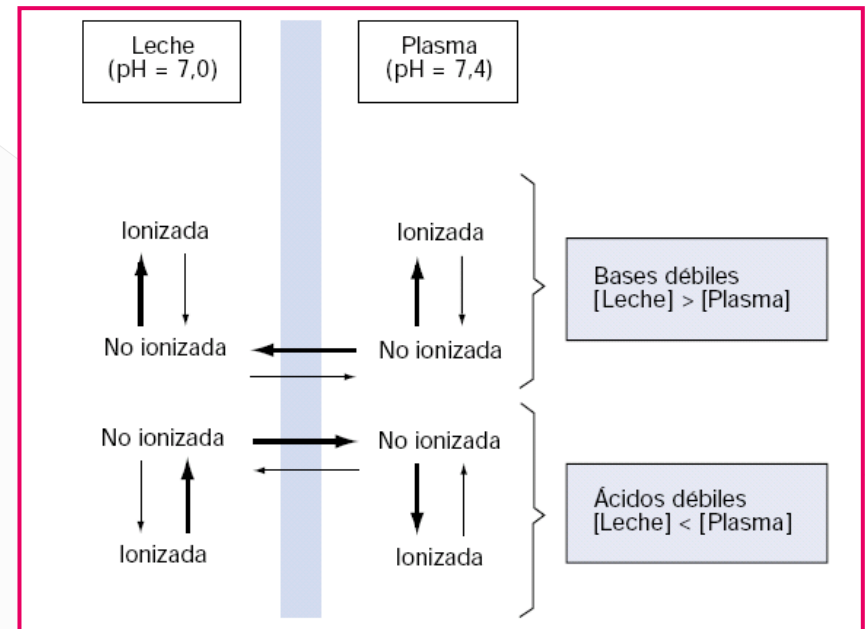 Leche
(pH = 7,0)
Plasma
(pH = 7,4)
Ionizada
Ionizada
No ionizada
No ionizada
Bases débiles
[Leche] > [Plasma]
No ionizada
No ionizada
Ionizada
Ionizada
Ácidos débiles
[Leche] < [Plasma]